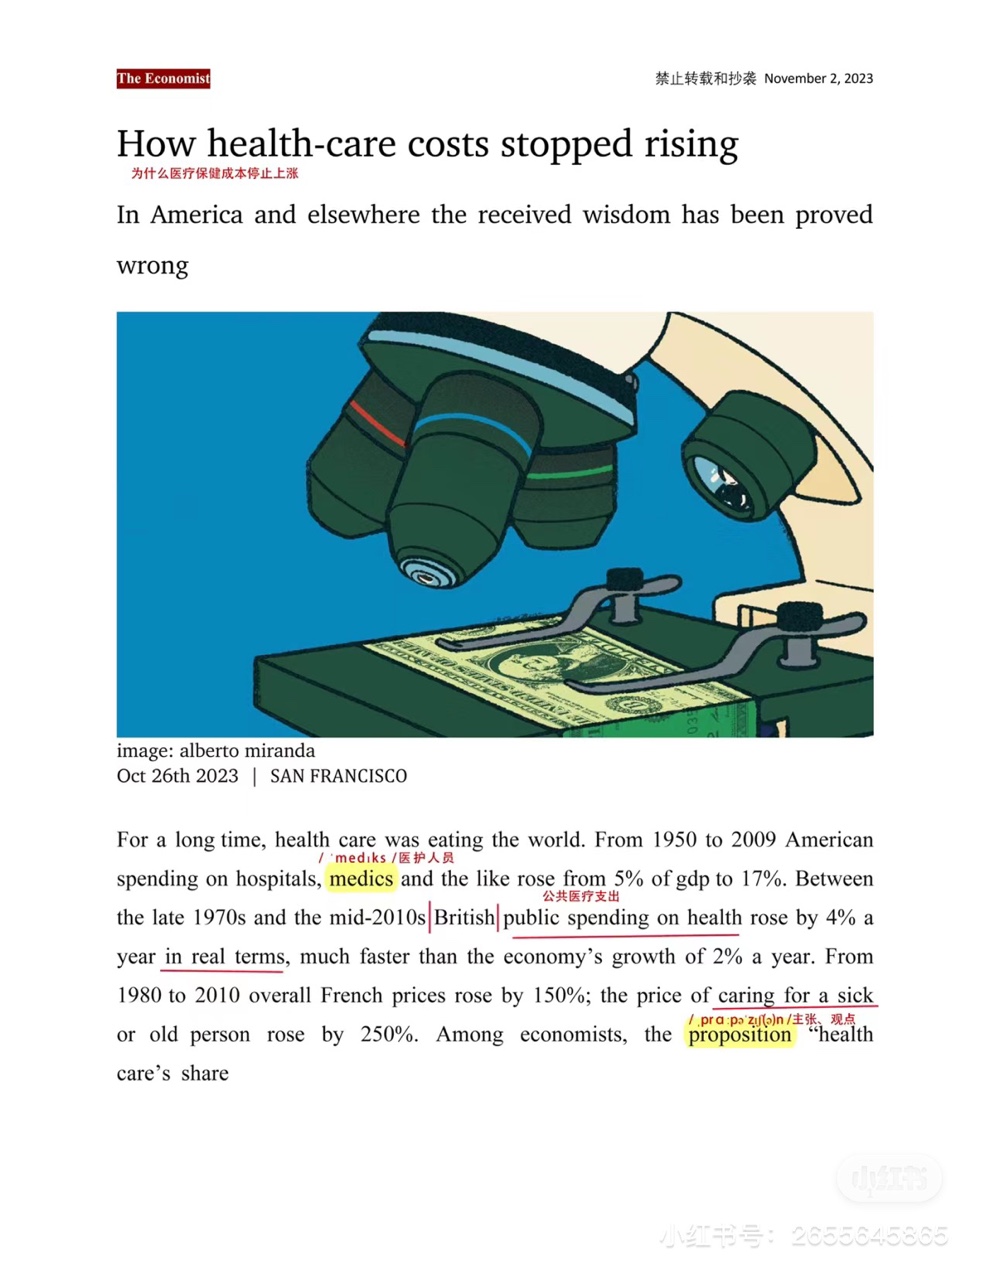 The Economist
禁止转载和抄袭 November 2, 2023
How health-care costs stopped rising
为什么医疗保健成本停止上涨
In America and elsewhere the received wisdom has been proved
wrong
image: alberto miranda
Oct 26th 2023 | SAN FRANCISCO
For a long time, health care was eating the world. From 1950 to 2009 American
/ ˈmedɪks /医护人员
spending on hospitals, medics and the like rose from 5% of gdp to 17%. Between
公共医疗支出
the late 1970s and the mid-2010s British public spending on health rose by 4% a
year in real terms, much faster than the economy’s growth of 2% a year. From
1980 to 2010 overall French prices rose by 150%; the price of caring for a sick
/ ˌprɑːpəˈzɪʃ(ə)n /主张、观点
or old person rose by 250%. Among economists, the proposition “health
care’s share
小红书
小红书号：2655645865